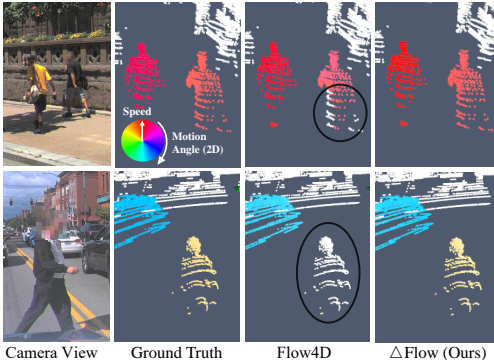 Speed
Motion
Angle (2D)
Camera View
Ground Truth
Flow4D
△Flow (Ours)